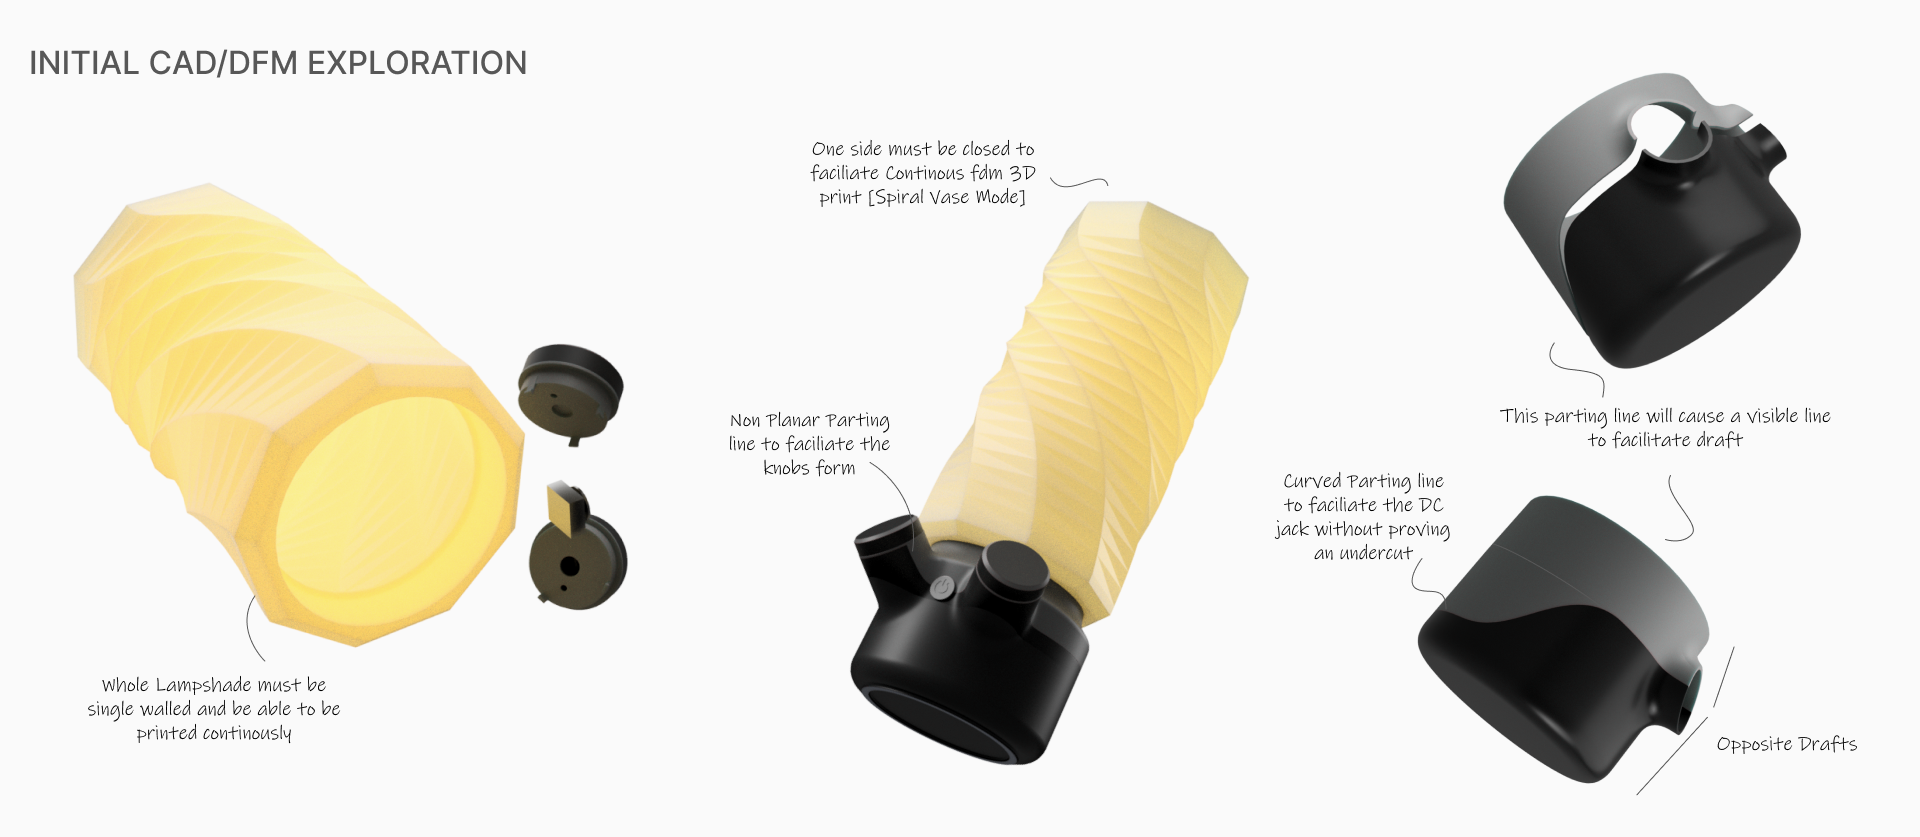 INITIAL CAD/DFM EXPLORATION
One side must be closed to
faciliate Continous fdm 3D
print [Spiral Vase Mode]
Non Planar Parting
line to faciliate the
knobs form
Whole Lampshade must be
single walled and be able to be
printed continously
This parting line will cause a visible line
to facilitate draft
Curved Parting line
to faciliate the DC
jack without proving
an undercut
Opposite Drafts